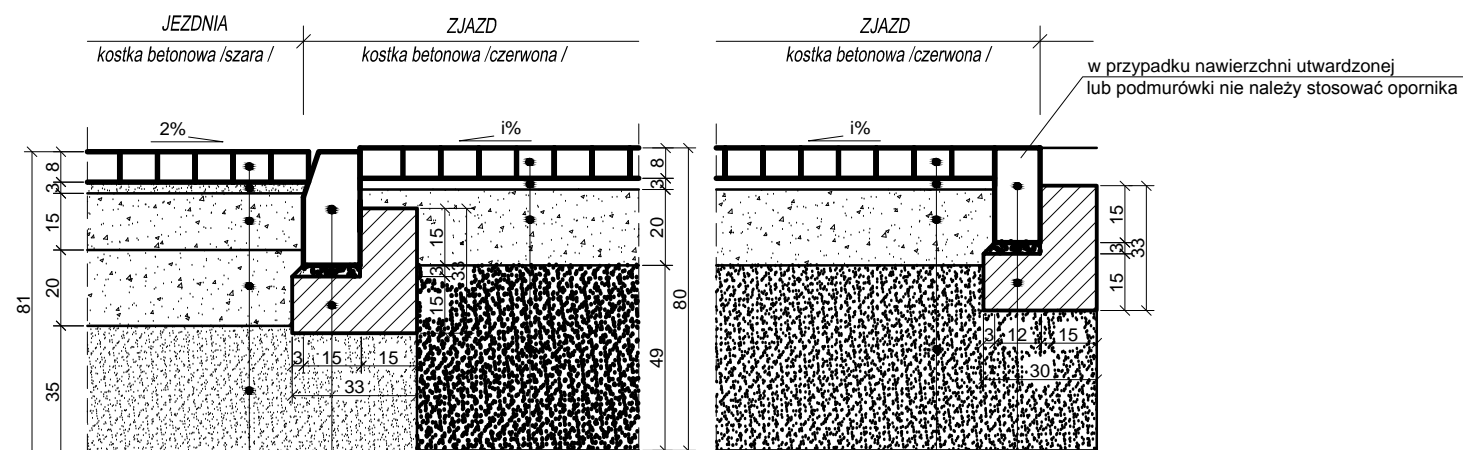 JEZDNIA
kostka betonowa /szara /
ZJAZD
kostka betonowa /czerwona /
ZJAZD
kostka betonowa /czerwona /
w przypadku nawierzchni utwardzonej
lub podmurówki nie należy stosować opornika
2%
i%
i%
81
8
3
15
20
35
15
3
15
33
3
15
15
33
8
3
20
49
80
15
3
15
33
3
12
15
30